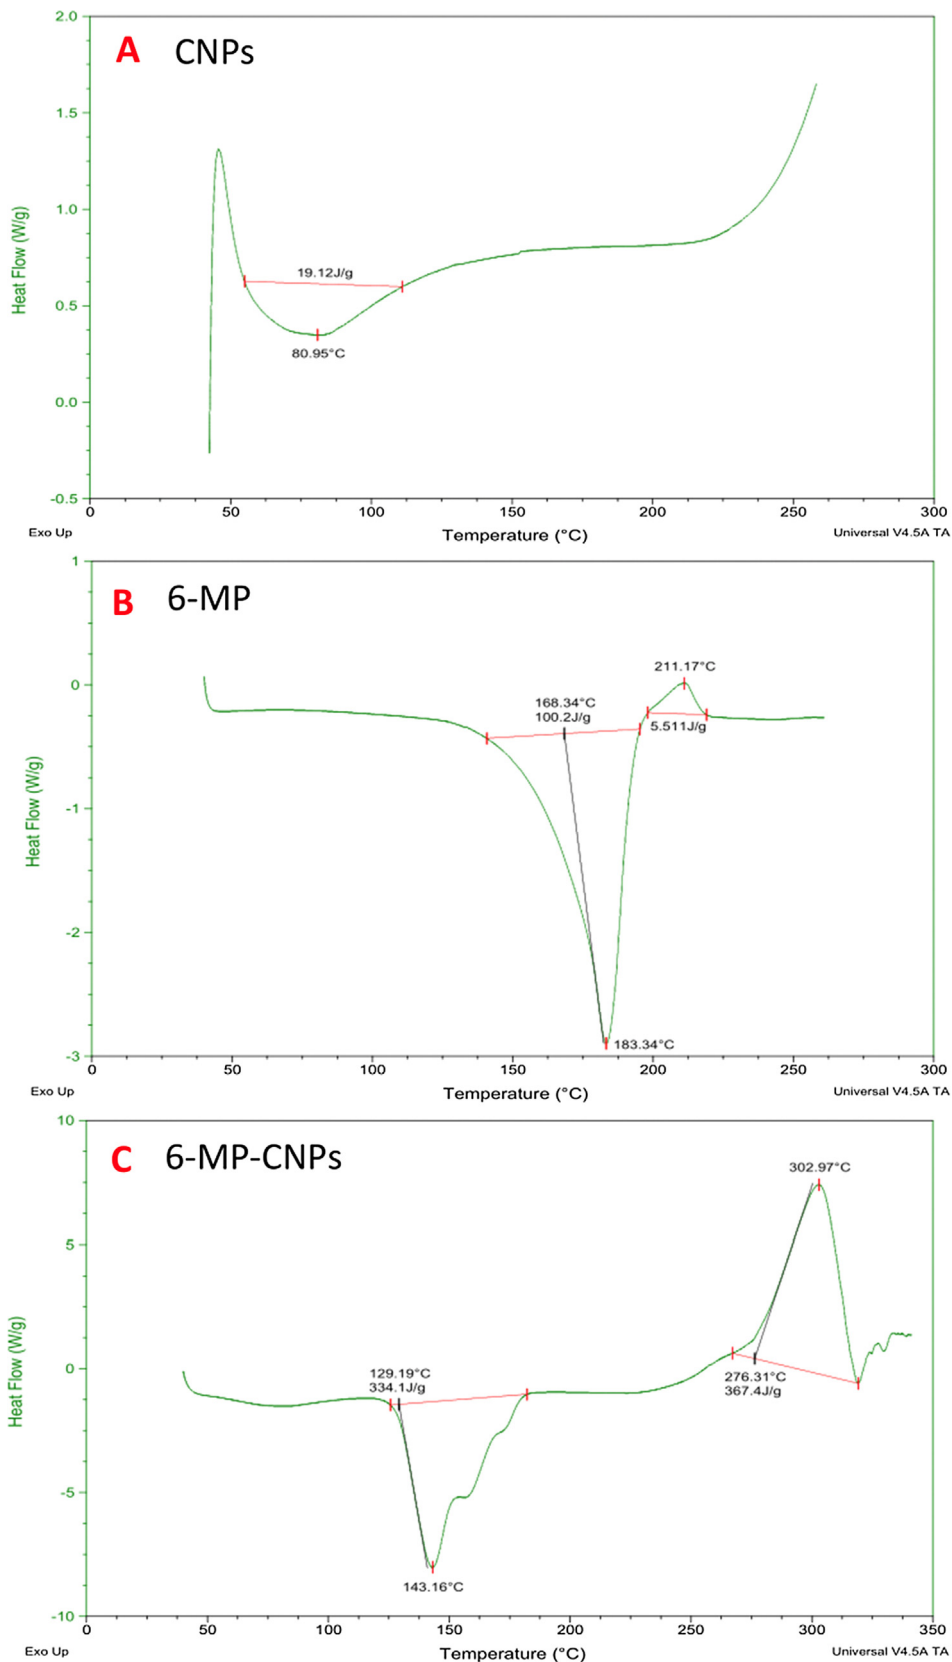 A CNPs
2.0
1.5
1.0
0.5
0.0
-0.5
Heat Flow (W/g)
19.12J/g
80.95°C
0 50 100 150 200 250 300
Exo Up Temperature (°C) Universal V4.5A TA
B 6-MP
1
0
-1
-2
-3
Heat Flow (W/g)
211.17°C
168.34°C
100.2J/g
5.511J/g
183.34°C
0 50 100 150 200 250 300
Exo Up Temperature (°C) Universal V4.5A TA
C 6-MP-CNPs
10
5
0
-5
-10
Heat Flow (W/g)
302.97°C
129.19°C
334.1J/g
276.31°C
367.4J/g
143.16°C
0 50 100 150 200 250 300 350
Exo Up Temperature (°C) Universal V4.5A TA